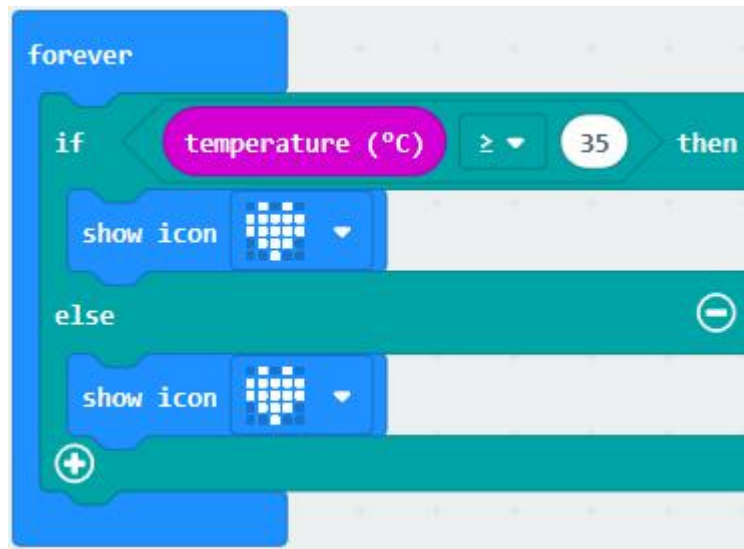 forever
if temperature (°C) ≥ 35 then
show icon
else
show icon